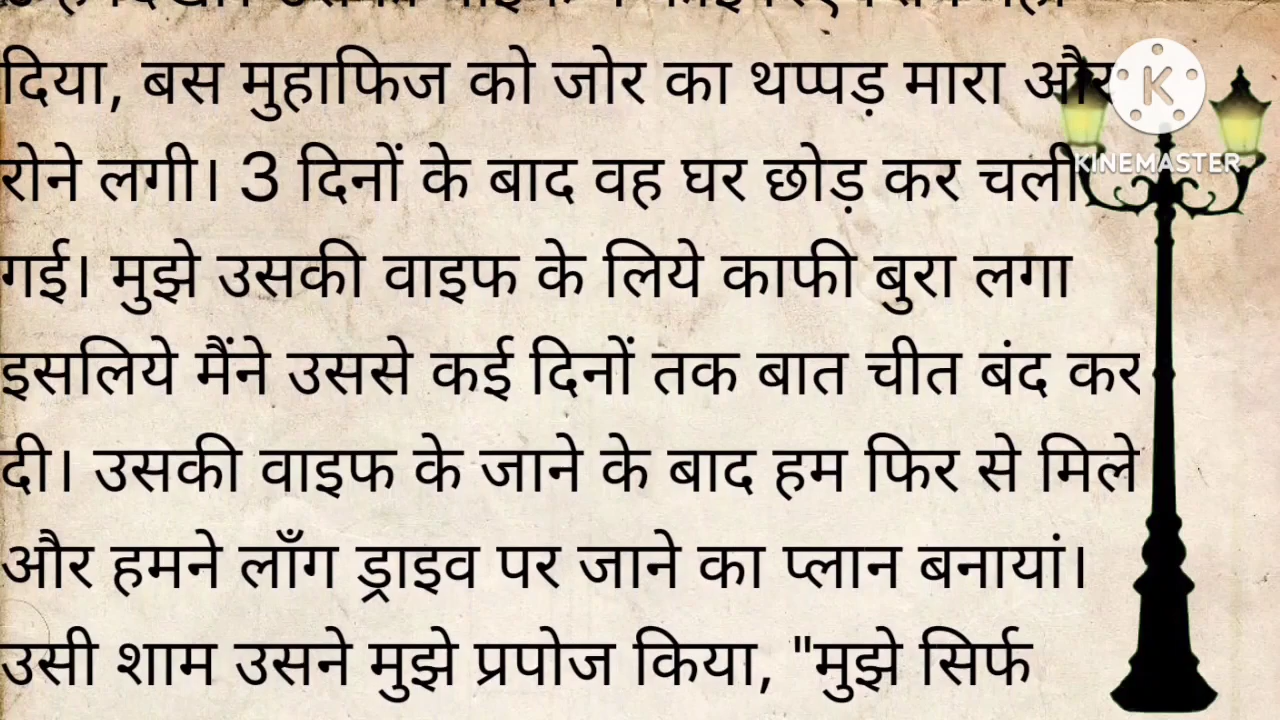 दिया, बस मुहाफिज को जोर का थप्पड़ मारा और
रोने लगी। 3 दिनों के बाद वह घर छोड़ कर चली
गई। मुझे उसकी वाइफ के लिये काफी बुरा लगा
इसलिये मैंने उससे कई दिनों तक बात चीत बंद कर
दी। उसकी वाइफ के जाने के बाद हम फिर से मिले
और हमने लाँग ड्राइव पर जाने का प्लान बनायां।
उसी शाम उसने मुझे प्रपोज किया, "मुझे सिर्फ
K
KINEMASTER